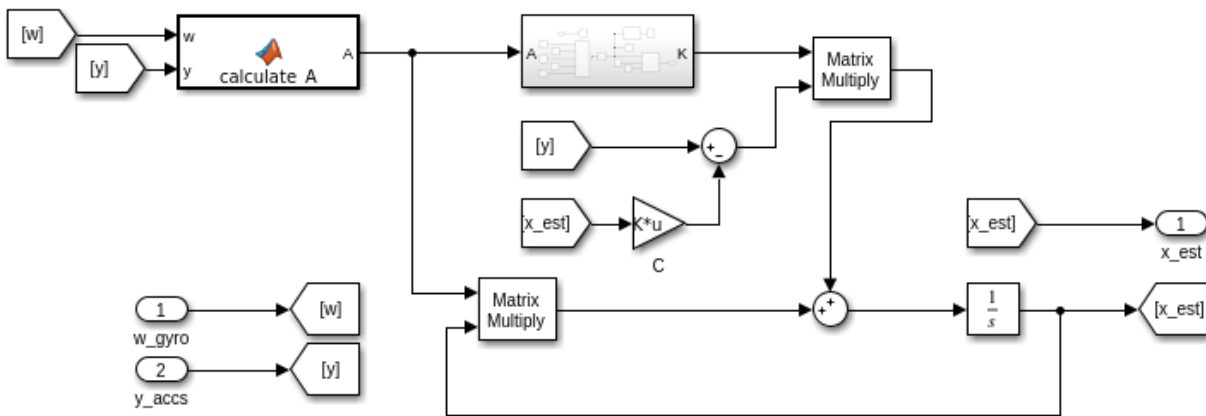 [w]
w
A
[y]
y
calculate A
A
K
Matrix
Multiply
[y]
+
−
[x_est]
K*u
C
[x_est]
1
x_est
Matrix
Multiply
+
+
1
s
[x_est]
1
w_gyro
[w]
2
y_accs
[y]